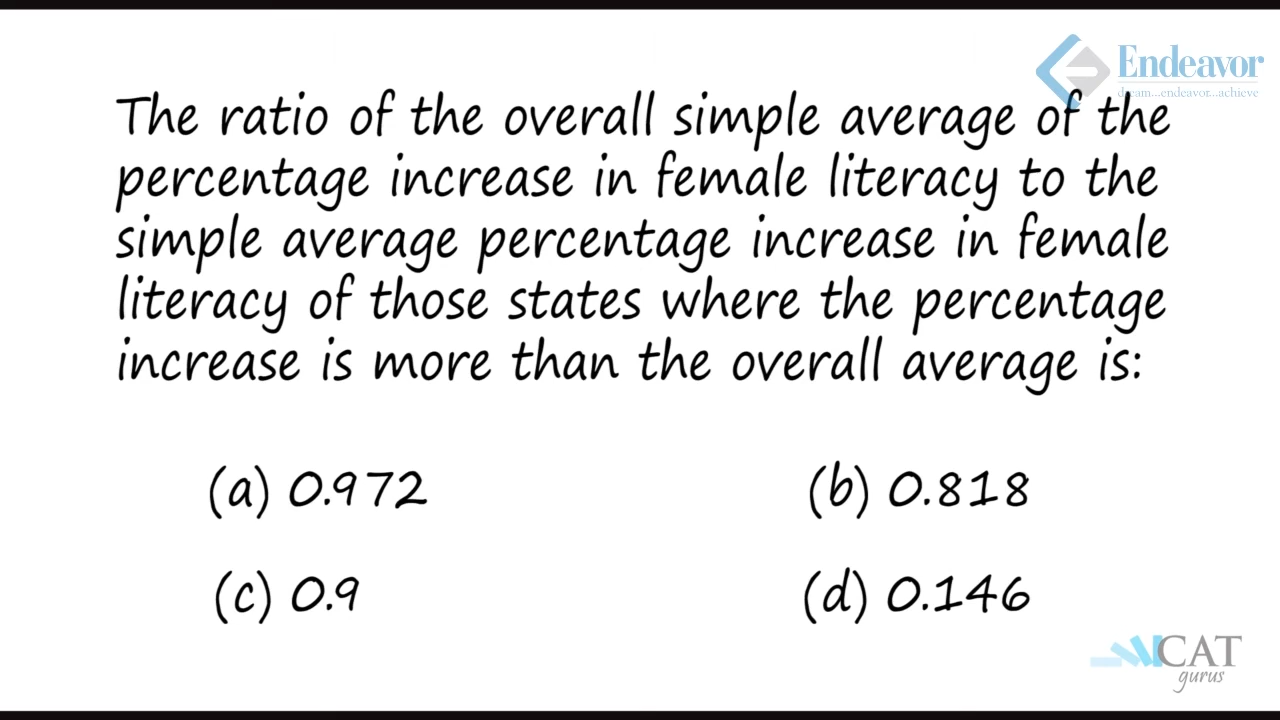 Endeavor
dream...endeavor...achieve
The ratio of the overall simple average of the
percentage increase in female literacy to the
simple average percentage increase in female
literacy of those states where the percentage
increase is more than the overall average is:
(a) 0.972
(b) 0.818
(c) 0.9
(d) 0.146
CAT
gurus